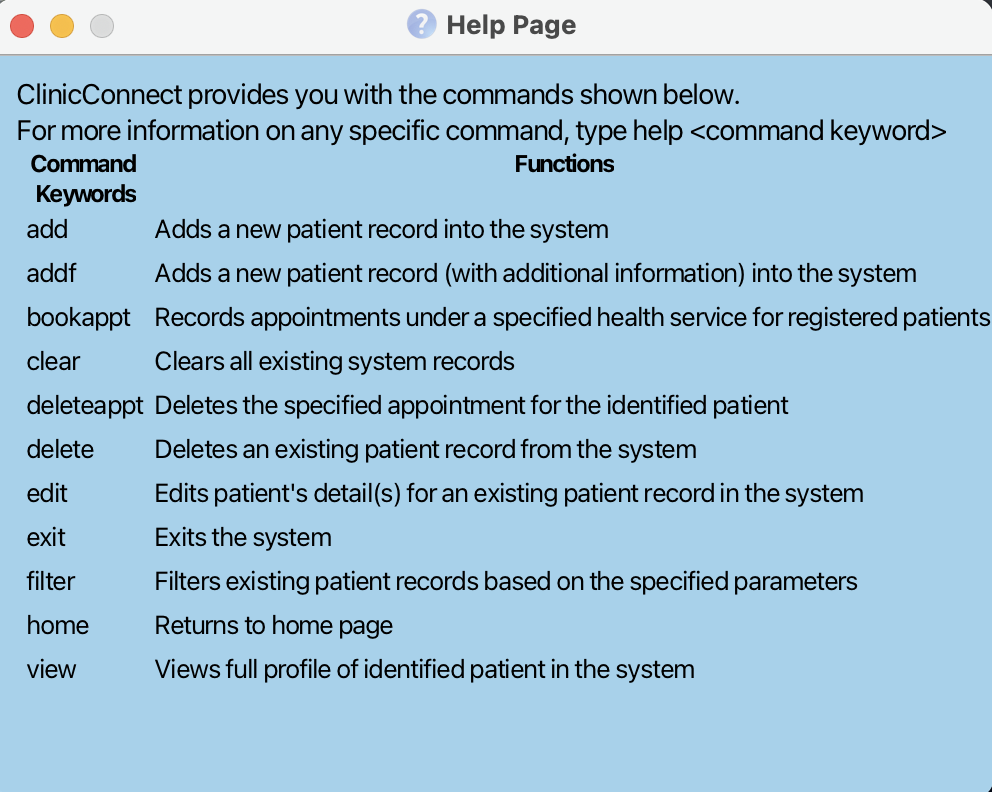 Help Page
ClinicConnect provides you with the commands shown below.
For more information on any specific command, type help <command keyword>
Command Keywords Functions
add Adds a new patient record into the system
addf Adds a new patient record (with additional information) into the system
bookappt Records appointments under a specified health service for registered patients
clear Clears all existing system records
deleteappt Deletes the specified appointment for the identified patient
delete Deletes an existing patient record from the system
edit Edits patient's detail(s) for an existing patient record in the system
exit Exits the system
filter Filters existing patient records based on the specified parameters
home Returns to home page
view Views full profile of identified patient in the system